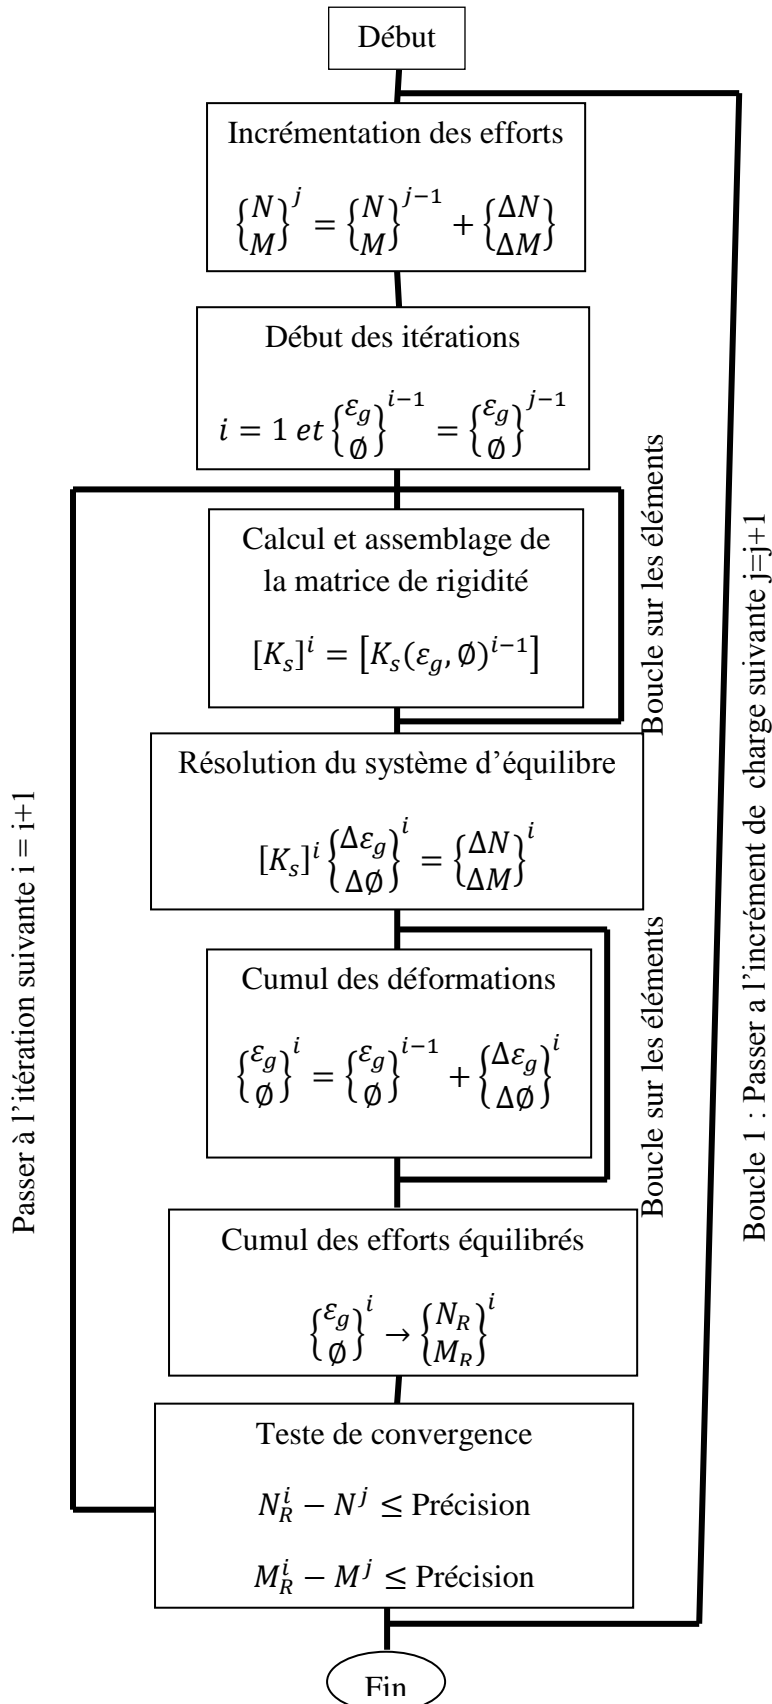 Début
Incrémentation des efforts
{N M}^j = {N M}^{j−1} + {ΔN ΔM}
Début des itérations
i = 1 et {ε_g ∅}^{i−1} = {ε_g ∅}^{j−1}
Calcul et assemblage de
la matrice de rigidité
[K_s]^i = [K_s(ε_g, ∅)^{i−1}]
Boucle sur les éléments
Résolution du système d’équilibre
[K_s]^i {Δε_g Δ∅}^i = {ΔN ΔM}^i
Cumul des déformations
{ε_g ∅}^i = {ε_g ∅}^{i−1} + {Δε_g Δ∅}^i
Boucle sur les éléments
Cumul des efforts équilibrés
{ε_g ∅}^i → {N_R M_R}^i
Teste de convergence
N_R^i − N^j ≤ Précision
M_R^i − M^j ≤ Précision
Fin
Passer à l’itération suivante i = i+1
Boucle 1 : Passer a l’incrément de charge suivante j=j+1